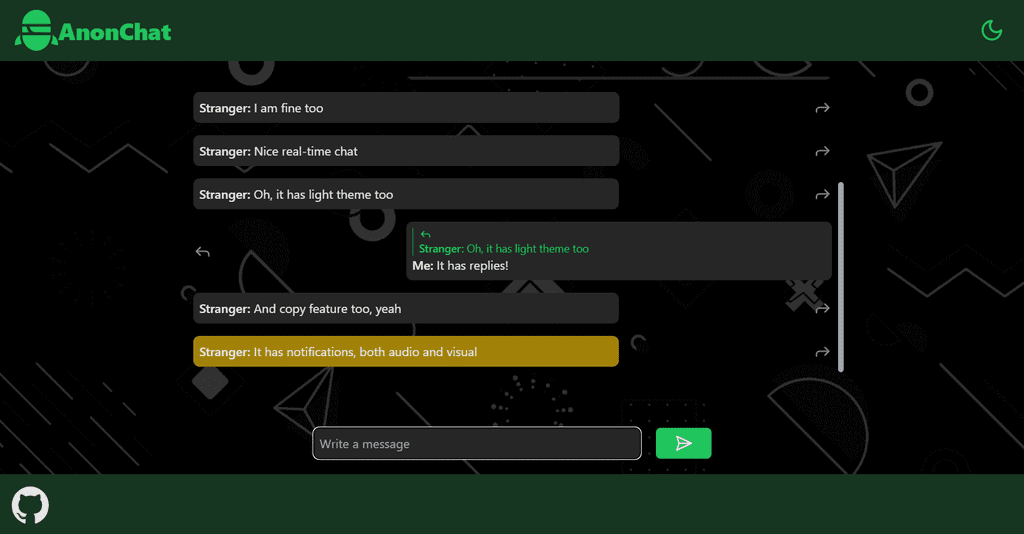 AnonChat
Stranger: I am fine too
Stranger: Nice real-time chat
Stranger: Oh, it has light theme too
Stranger: Oh, it has light theme too
Me: It has replies!
Stranger: And copy feature too, yeah
Stranger: It has notifications, both audio and visual
Write a message